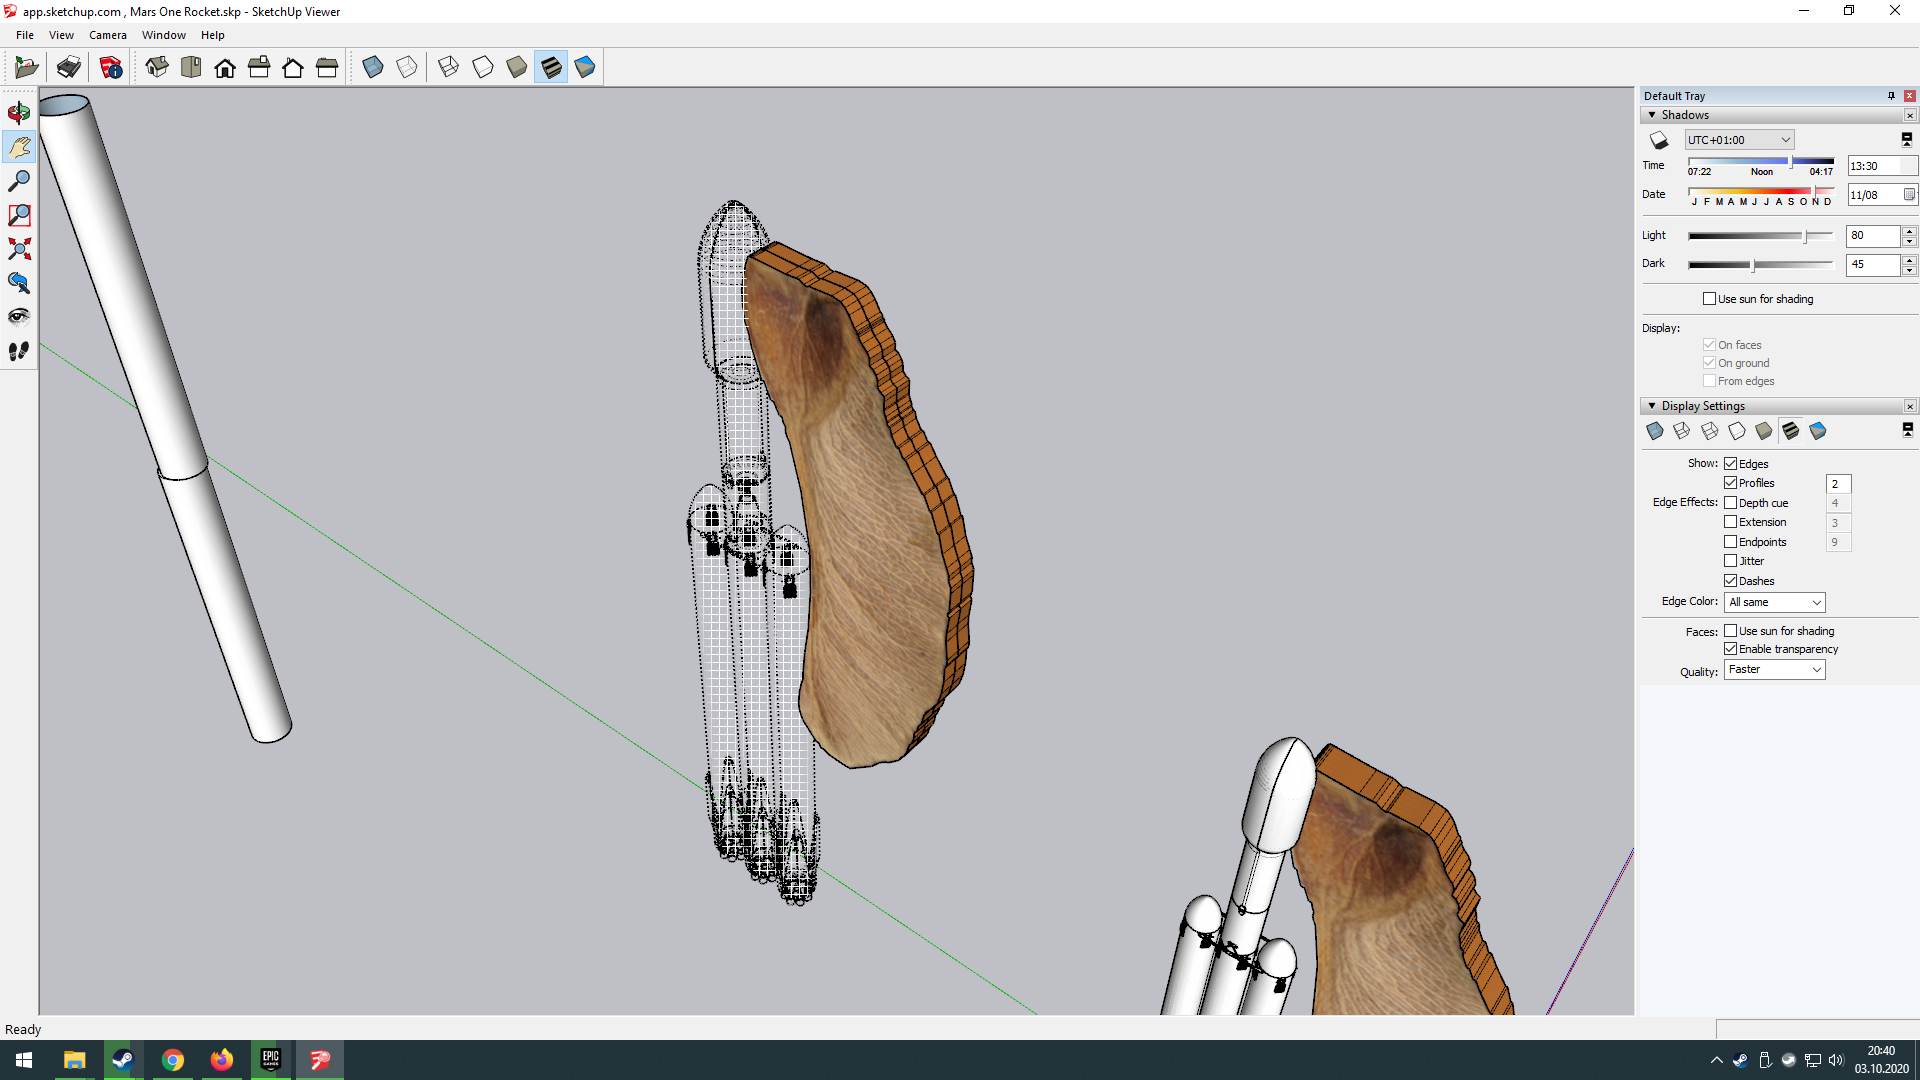 app.sketchup.com , Mars One Rocket.skp - SketchUp Viewer
File View Camera Window Help
Default Tray
Shadows
UTC+01:00
Time 13:30
07:22 Noon 04:17
Date 11/08
J F M A M J J A S O N D
Light 80
Dark 45
Use sun for shading
Display:
On faces
On ground
From edges
Display Settings
Show: Edges
Profiles 2
Edge Effects: Depth cue 4
Extension 3
Endpoints 9
Jitter
Dashes
Edge Color: All same
Faces: Use sun for shading
Enable transparency
Quality: Faster
Ready
EPIC
GAMES
20:40
03.10.2020